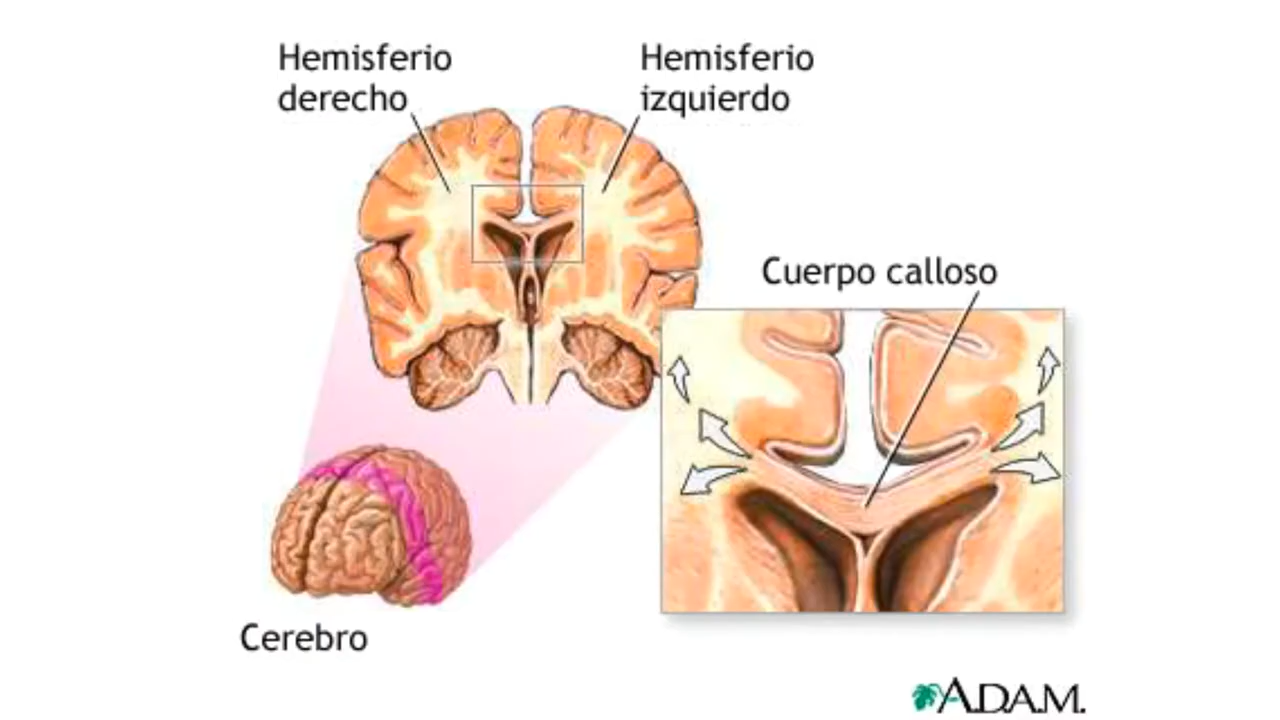 Hemisferio
derecho
Hemisferio
izquierdo
Cuerpo calloso
Cerebro
A.D.A.M.